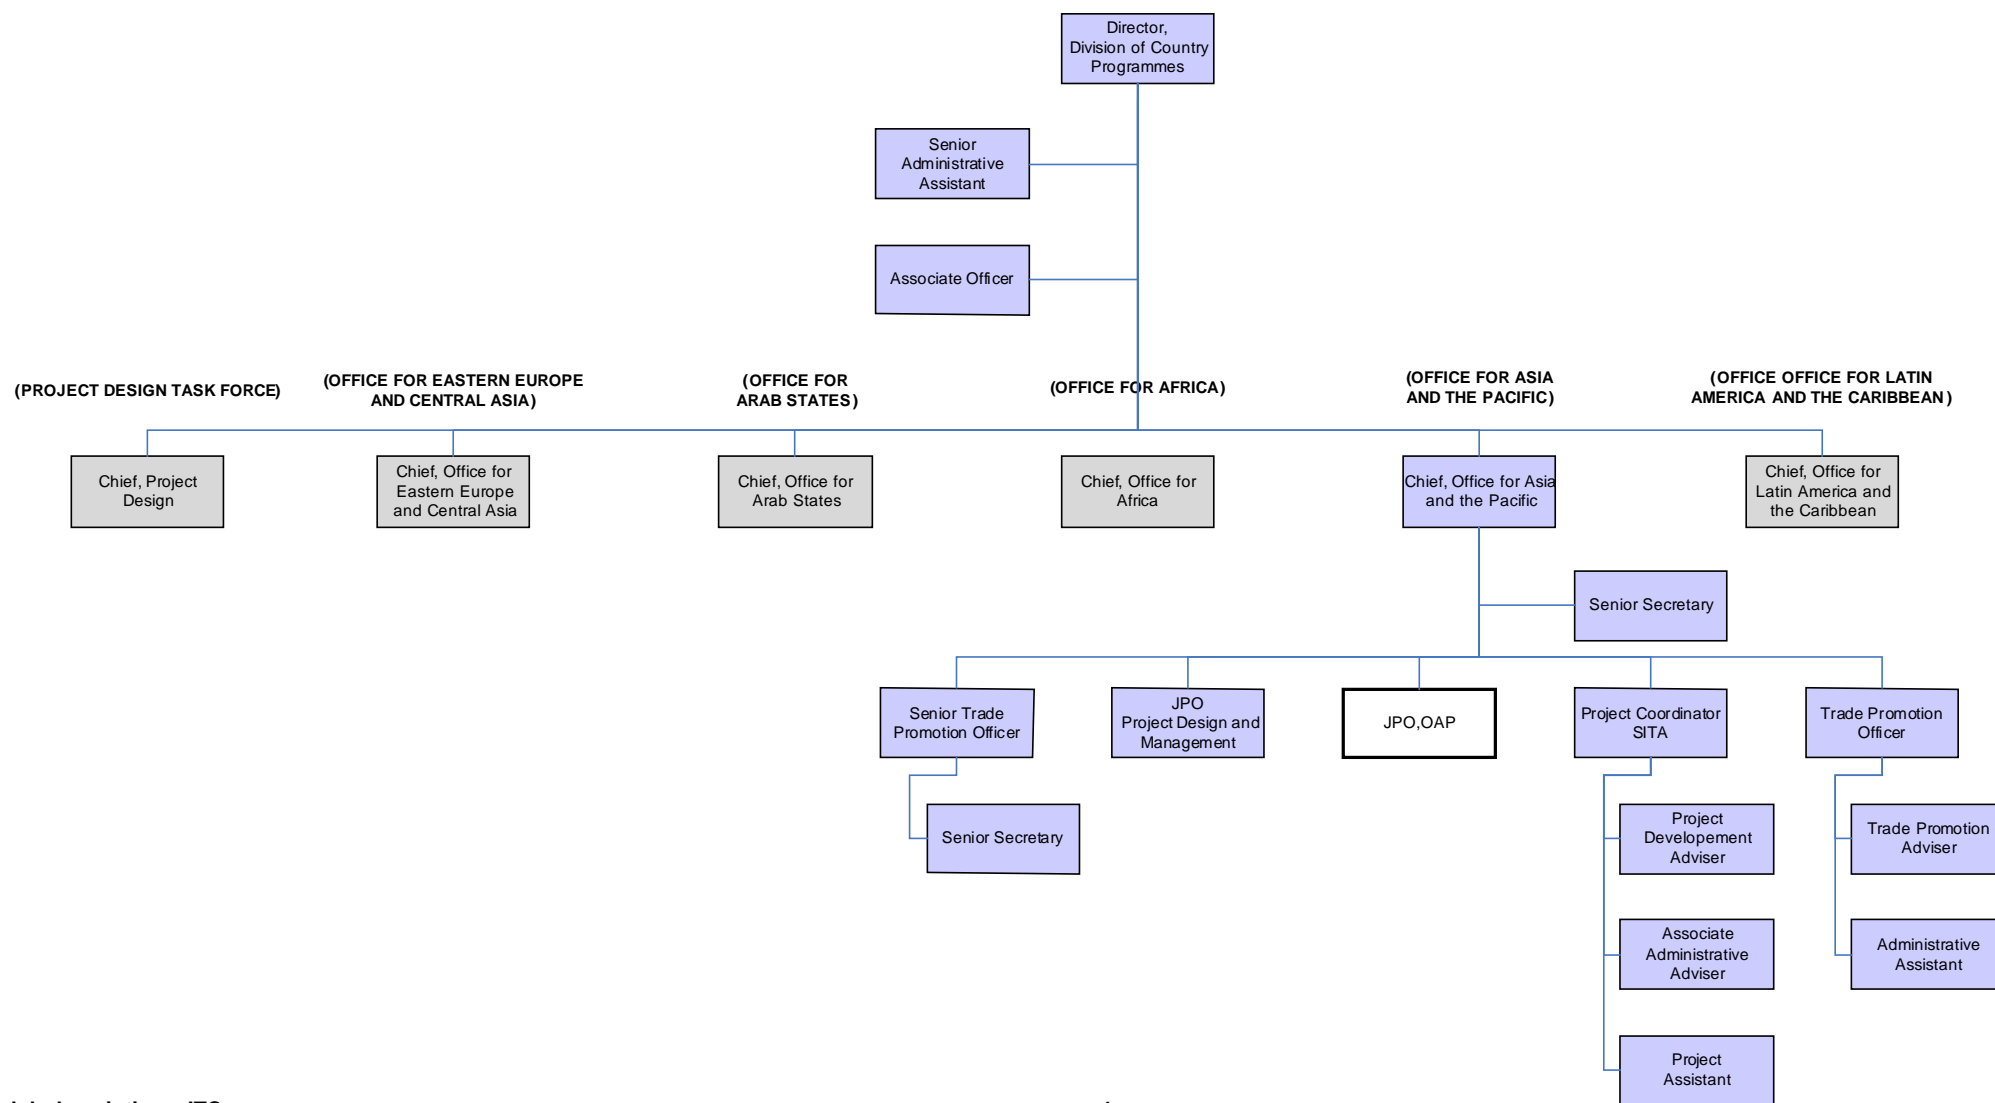 Director,
Division of Country
Programmes
Senior
Administrative
Assistant
Associate Officer
(PROJECT DESIGN TASK FORCE)
(OFFICE FOR EASTERN EUROPE
AND CENTRAL ASIA)
(OFFICE FOR
ARAB STATES)
(OFFICE FOR AFRICA)
(OFFICE FOR ASIA
AND THE PACIFIC)
(OFFICE OFFICE FOR LATIN
AMERICA AND THE CARIBBEAN)
Chief, Project
Design
Chief, Office for
Eastern Europe
and Central Asia
Chief, Office for
Arab States
Chief, Office for
Africa
Chief, Office for Asia
and the Pacific
Chief, Office for
Latin America and
the Caribbean
Senior Secretary
Senior Trade
Promotion Officer
JPO
Project Design and
Management
JPO,OAP
Project Coordinator
SITA
Trade Promotion
Officer
Senior Secretary
Project
Developement
Adviser
Trade Promotion
Adviser
Associate
Administrative
Adviser
Administrative
Assistant
Project
Assistant